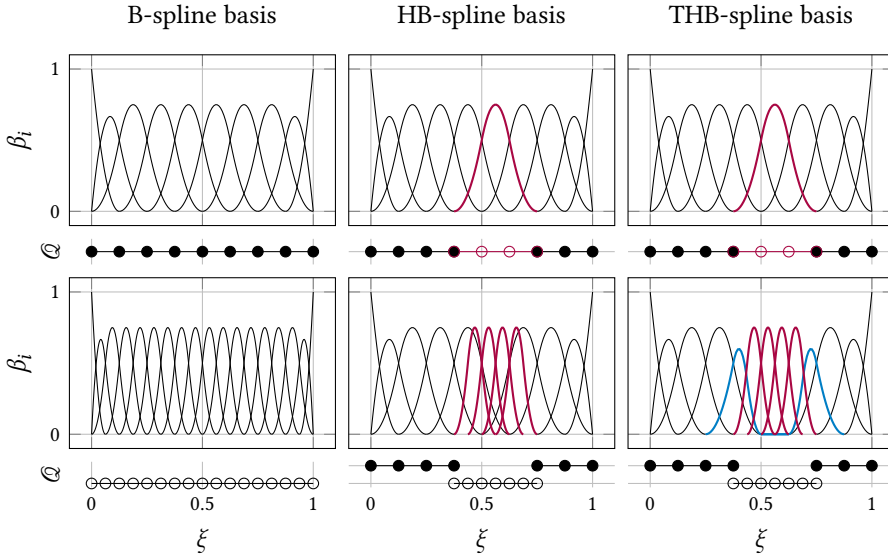 B-spline basis HB-spline basis THB-spline basis
1
β_i
0
𝒬
1
β_i
0
𝒬
0 0.5 1 0 0.5 1 0 0.5 1
ξ ξ ξ